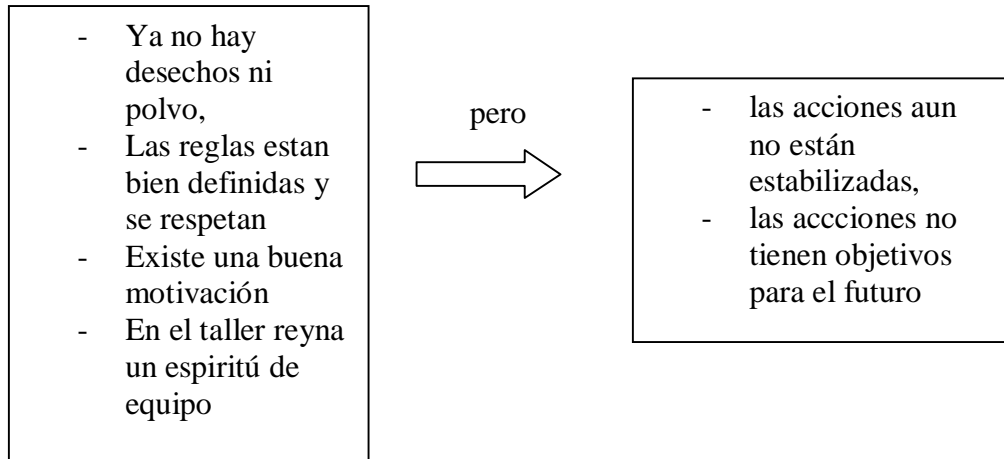 - Ya no hay
desechos ni
polvo,
- Las reglas estan
bien definidas y
se respetan
- Existe una buena
motivación
- En el taller reyna
un espiritú de
equipo
pero
- las acciones aun
no están
estabilizadas,
- las accciones no
tienen objetivos
para el futuro